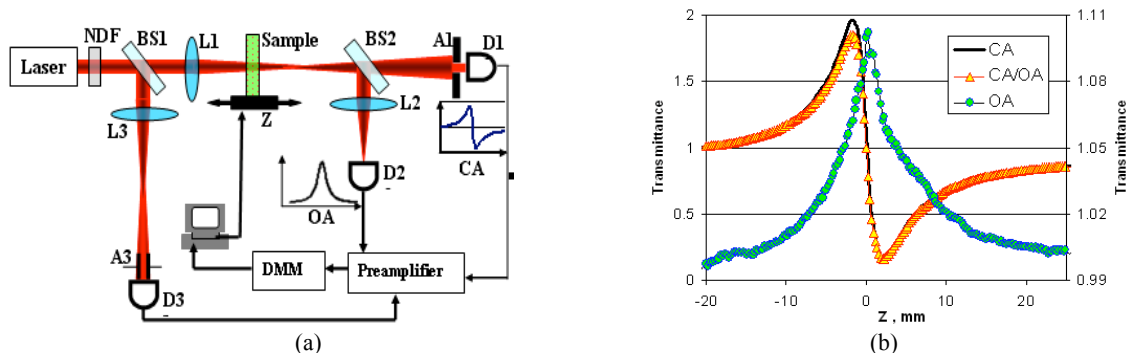 Laser
NDF
BS1
L1
Sample
BS2
A1
D1
L3
Z
L2
CA
D2
OA
A3
DMM
Preamplifier
D3
(a)
2
1.5
1
0.5
0
1.11
1.08
1.05
1.02
0.99
Transmittance
Transmittance
CA
CA/OA
OA
-20
-10
0
10
20
Z , mm
(b)